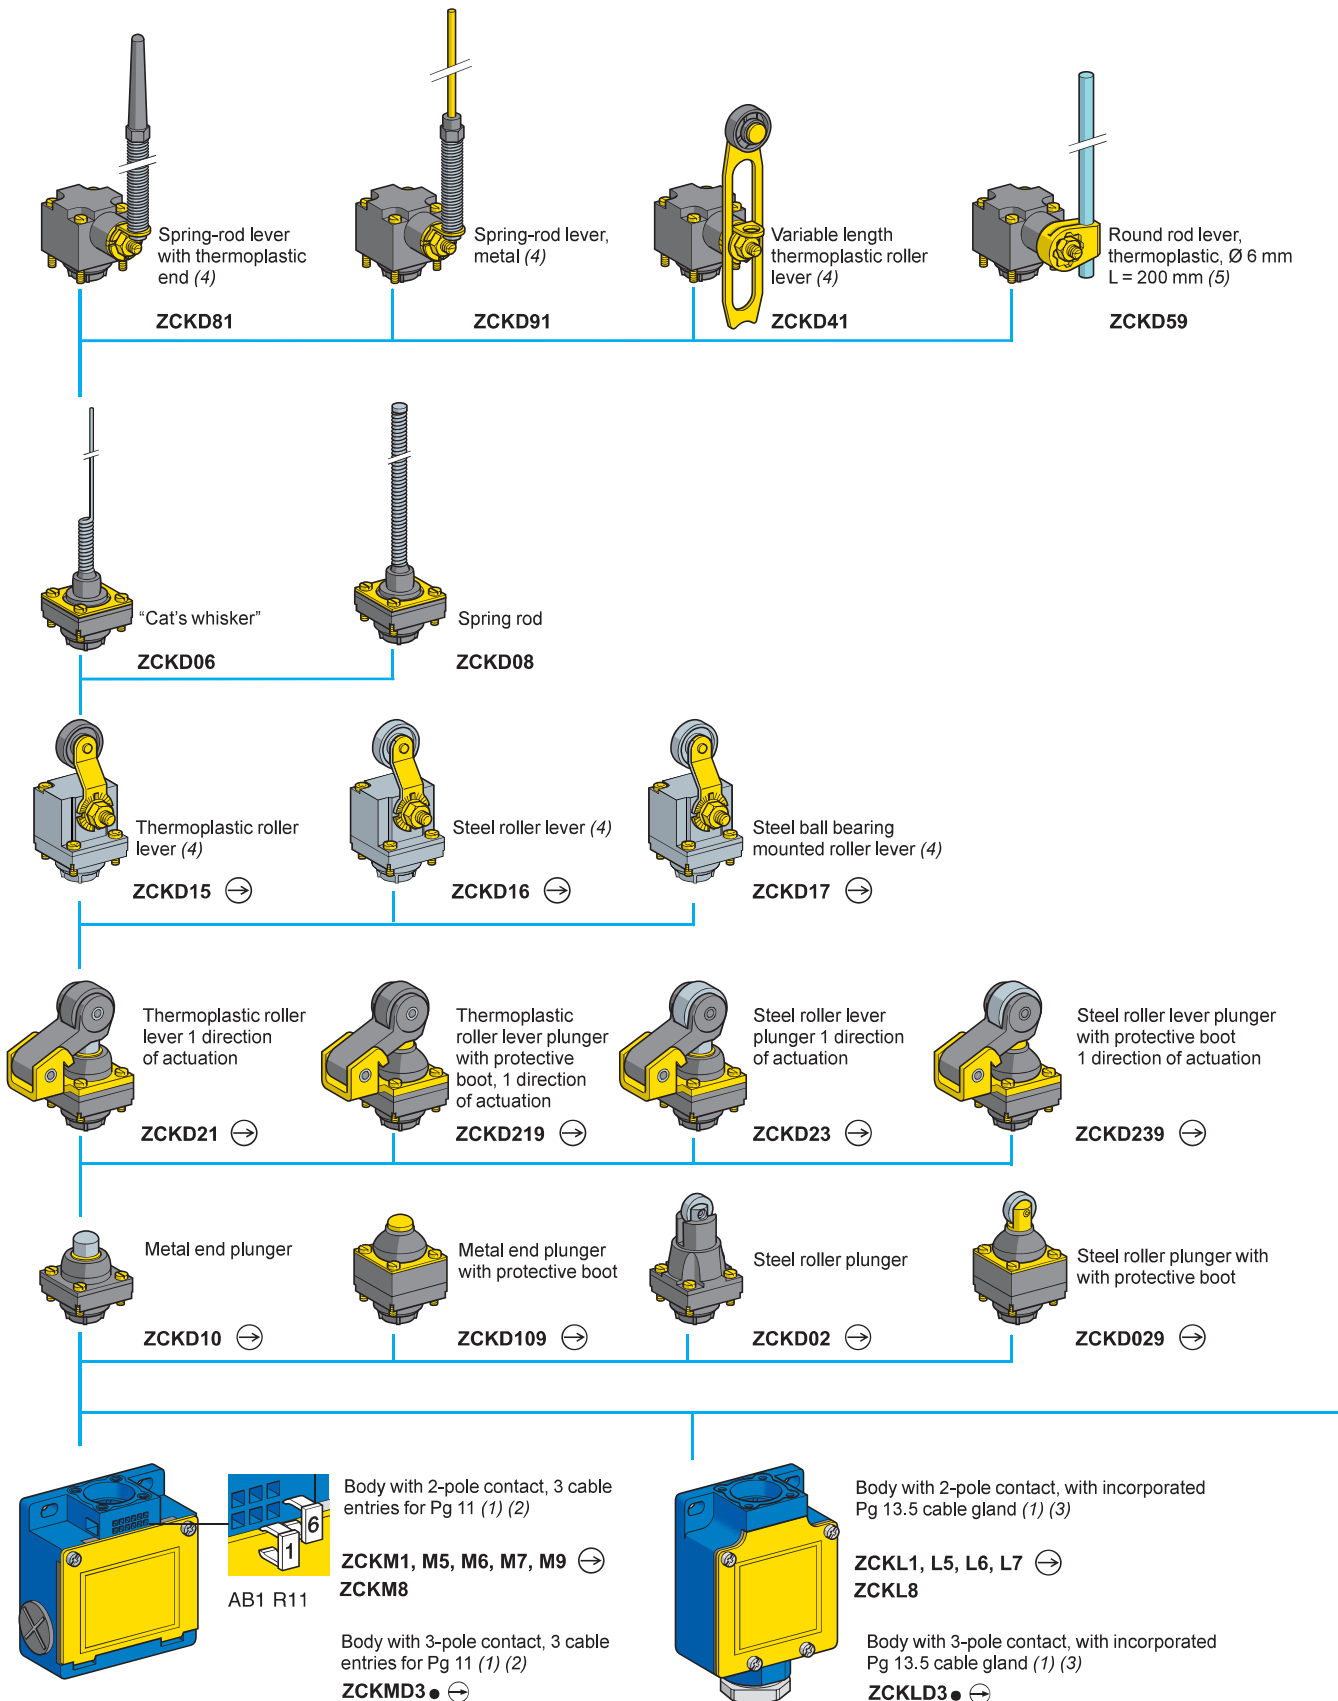 Spring-rod lever
with thermoplastic
end (4)
ZCKD81
Spring-rod lever,
metal (4)
ZCKD91
Variable length
thermoplastic roller
lever (4)
ZCKD41
Round rod lever,
thermoplastic, Ø 6 mm
L = 200 mm (5)
ZCKD59
“Cat’s whisker”
ZCKD06
Spring rod
ZCKD08
Thermoplastic roller
lever (4)
ZCKD15
Steel roller lever (4)
ZCKD16
Steel ball bearing
mounted roller lever (4)
ZCKD17
Thermoplastic roller
lever 1 direction
of actuation
ZCKD21
Thermoplastic
roller lever plunger
with protective
boot, 1 direction
of actuation
ZCKD219
Steel roller lever
plunger 1 direction
of actuation
ZCKD23
Steel roller lever plunger
with protective boot
1 direction of actuation
ZCKD239
Metal end plunger
ZCKD10
Metal end plunger
with protective boot
ZCKD109
Steel roller plunger
ZCKD02
Steel roller plunger with
with protective boot
ZCKD029
6
1
AB1 R11
Body with 2-pole contact, 3 cable
entries for Pg 11 (1) (2)
ZCKM1, M5, M6, M7, M9
ZCKM8
Body with 3-pole contact, 3 cable
entries for Pg 11 (1) (2)
ZCKMD3●
Body with 2-pole contact, with incorporated
Pg 13.5 cable gland (1) (3)
ZCKL1, L5, L6, L7
ZCKL8
Body with 3-pole contact, with incorporated
Pg 13.5 cable gland (1) (3)
ZCKLD3●